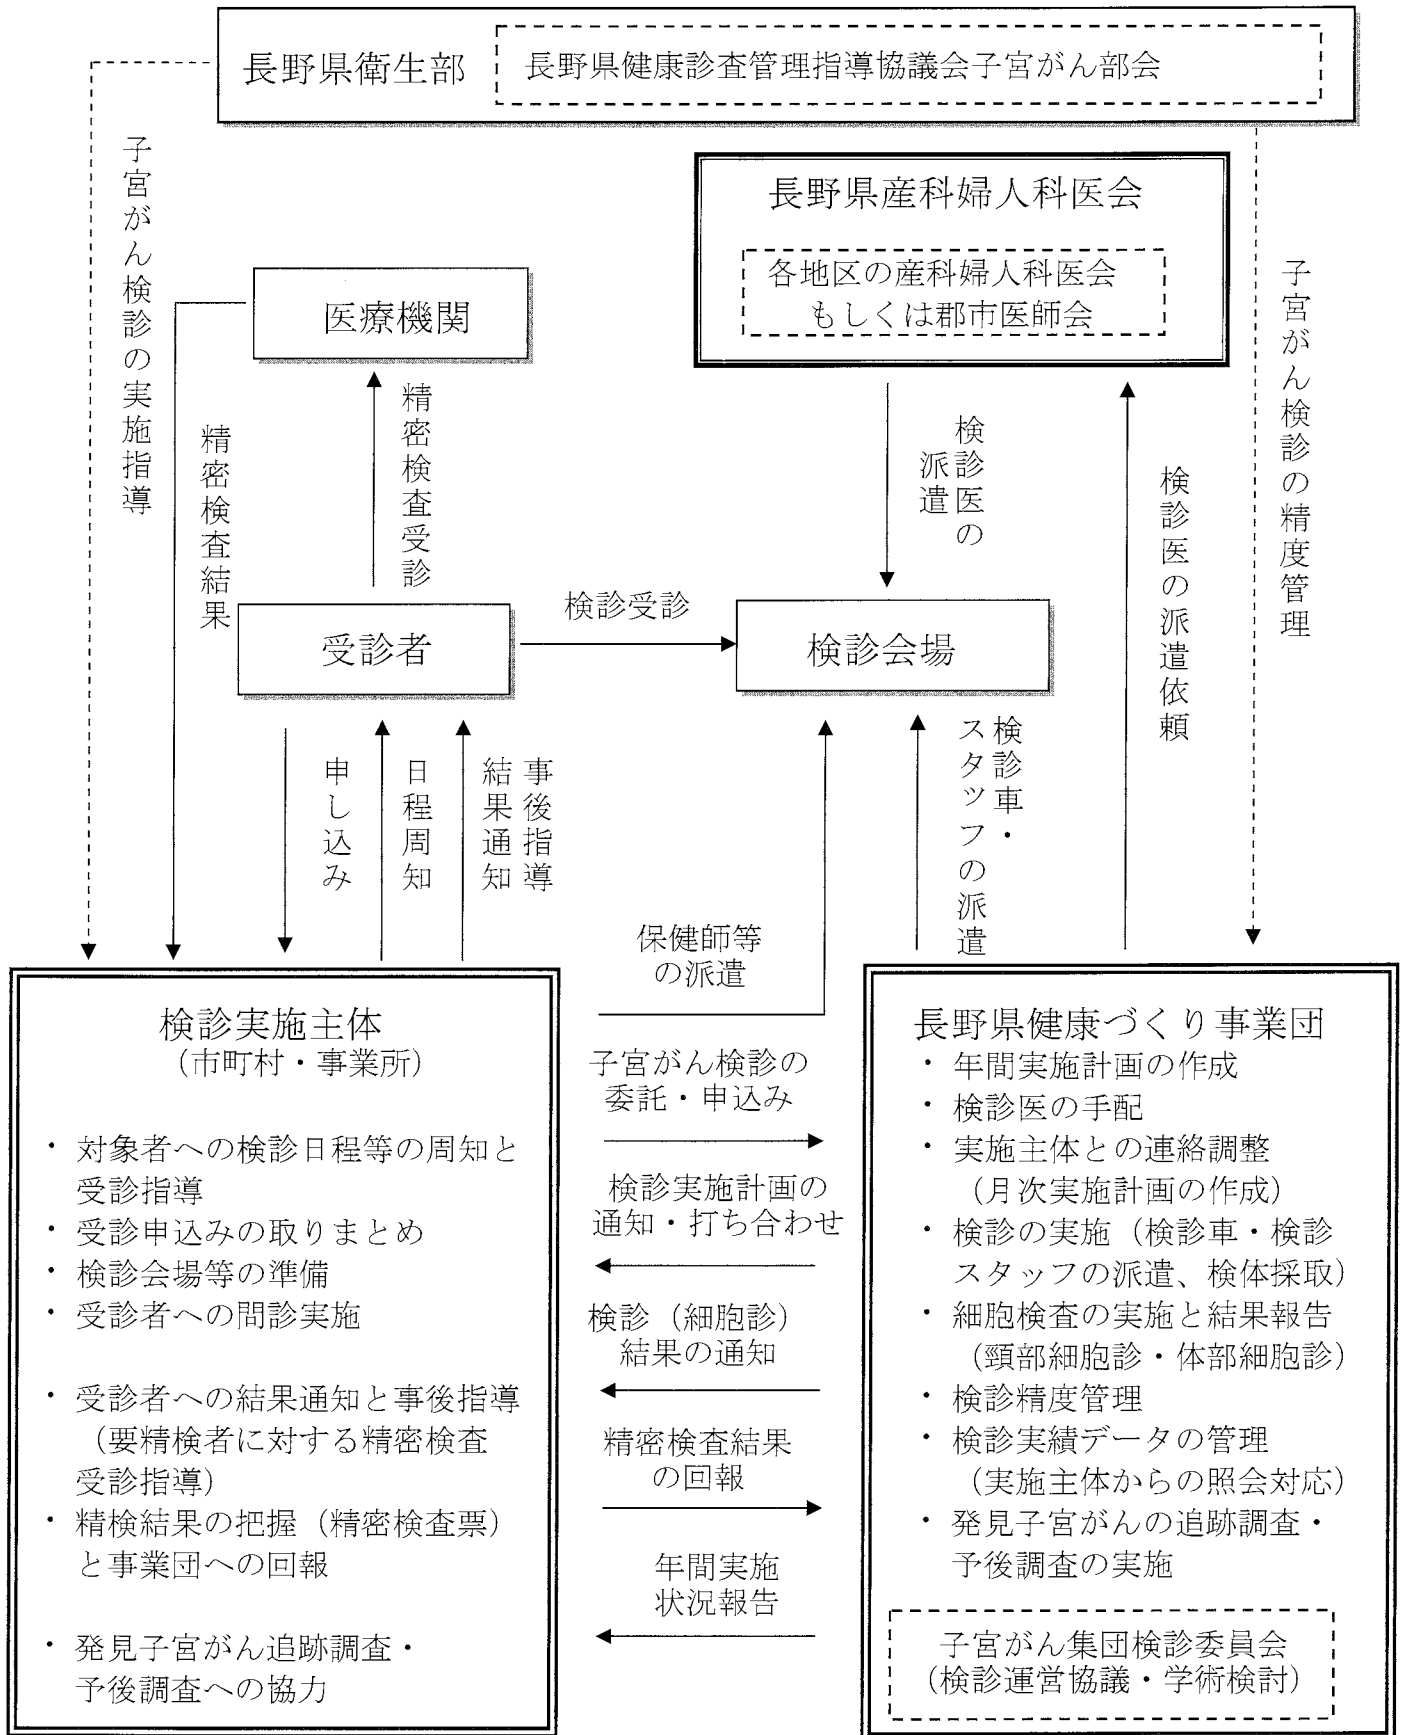 長野県衛生部
長野県健康診査管理指導協議会子宮がん部会
子宮がん検診の実施指導
長野県産科婦人科医会
各地区の産科婦人科医会
もしくは郡市医師会
子宮がん検診の精度管理
医療機関
精密検査結果
精密検査受診
検診医の
派遣
検診医の派遣依頼
受診者
検診受診
検診会場
申し込み
日程周知
事後指導
結果通知
検診車・
スタッフの派遣
保健師等
の派遣
検診実施主体
（市町村・事業所）
・対象者への検診日程等の周知と
受診指導
・受診申込みの取りまとめ
・検診会場等の準備
・受診者への問診実施
・受診者への結果通知と事後指導
（要精検者に対する精密検査
受診指導）
・精検結果の把握（精密検査票）
と事業団への回報
・発見子宮がん追跡調査・
予後調査への協力
子宮がん検診の
委託・申込み
検診実施計画の
通知・打ち合わせ
検診（細胞診）
結果の通知
精密検査結果
の回報
年間実施
状況報告
長野県健康づくり事業団
・年間実施計画の作成
・検診医の手配
・実施主体との連絡調整
（月次実施計画の作成）
・検診の実施（検診車・検診
スタッフの派遣、検体採取）
・細胞検査の実施と結果報告
（頸部細胞診・体部細胞診）
・検診精度管理
・検診実績データの管理
（実施主体からの照会対応）
・発見子宮がんの追跡調査・
予後調査の実施
子宮がん集団検診委員会
（検診運営協議・学術検討）